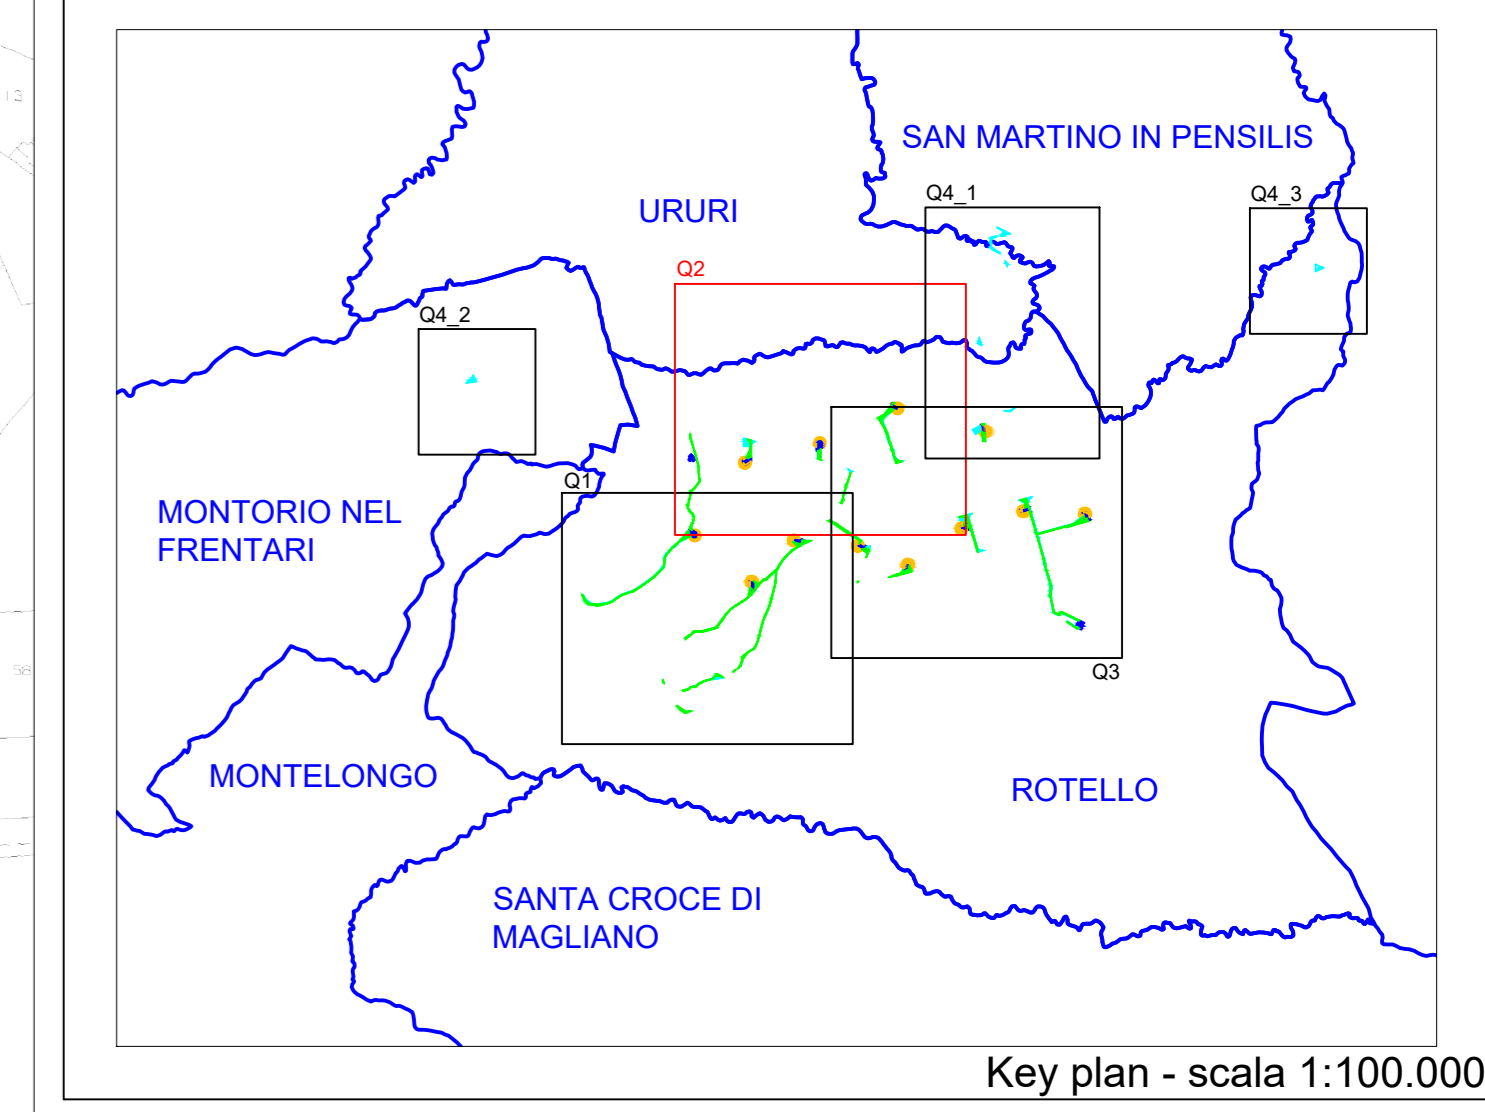 SAN MARTINO IN PENSILIS
Q4_1
Q4_3
URURI
Q2
Q4_2
Q1
MONTORIO NEL
FRENTARI
Q3
MONTELONGO
ROTELLO
SANTA CROCE DI
MAGLIANO
Key plan - scala 1:100.000